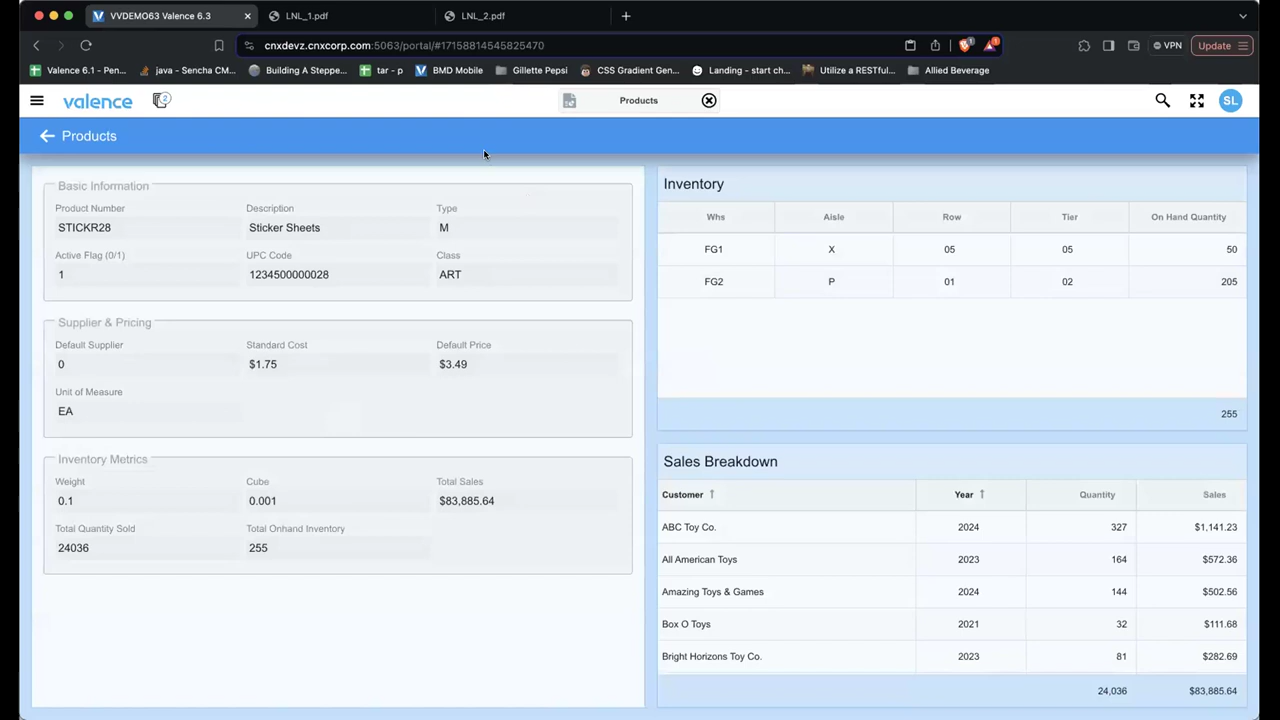 VVDEMO63 Valence 6.3
LNL_1.pdf
LNL_2.pdf
cnxdevz.cnxcorp.com:5063/portal/#17158814545825470
1
1
VPN
Update
Valence 6.1 - Pen...
java - Sencha CM...
Building A Steppe...
tar - p
BMD Mobile
Gillette Pepsi
CSS Gradient Gen...
Landing — start ch...
Utilize a RESTful...
Allied Beverage
valence
2
Products
SL
Products
Basic Information
Product Number Description Type
STICKR28 Sticker Sheets M
Active Flag (0/1) UPC Code Class
1 1234500000028 ART
Supplier & Pricing
Default Supplier Standard Cost Default Price
0 $1.75 $3.49
Unit of Measure
EA
Inventory Metrics
Weight Cube Total Sales
0.1 0.001 $83,885.64
Total Quantity Sold Total Onhand Inventory
24036 255
Inventory
Whs Aisle Row Tier On Hand Quantity
FG1 X 05 05 50
FG2 P 01 02 205
255
Sales Breakdown
Customer Year Quantity Sales
ABC Toy Co. 2024 327 $1,141.23
All American Toys 2023 164 $572.36
Amazing Toys & Games 2024 144 $502.56
Box O Toys 2021 32 $111.68
Bright Horizons Toy Co. 2023 81 $282.69
24,036 $83,885.64